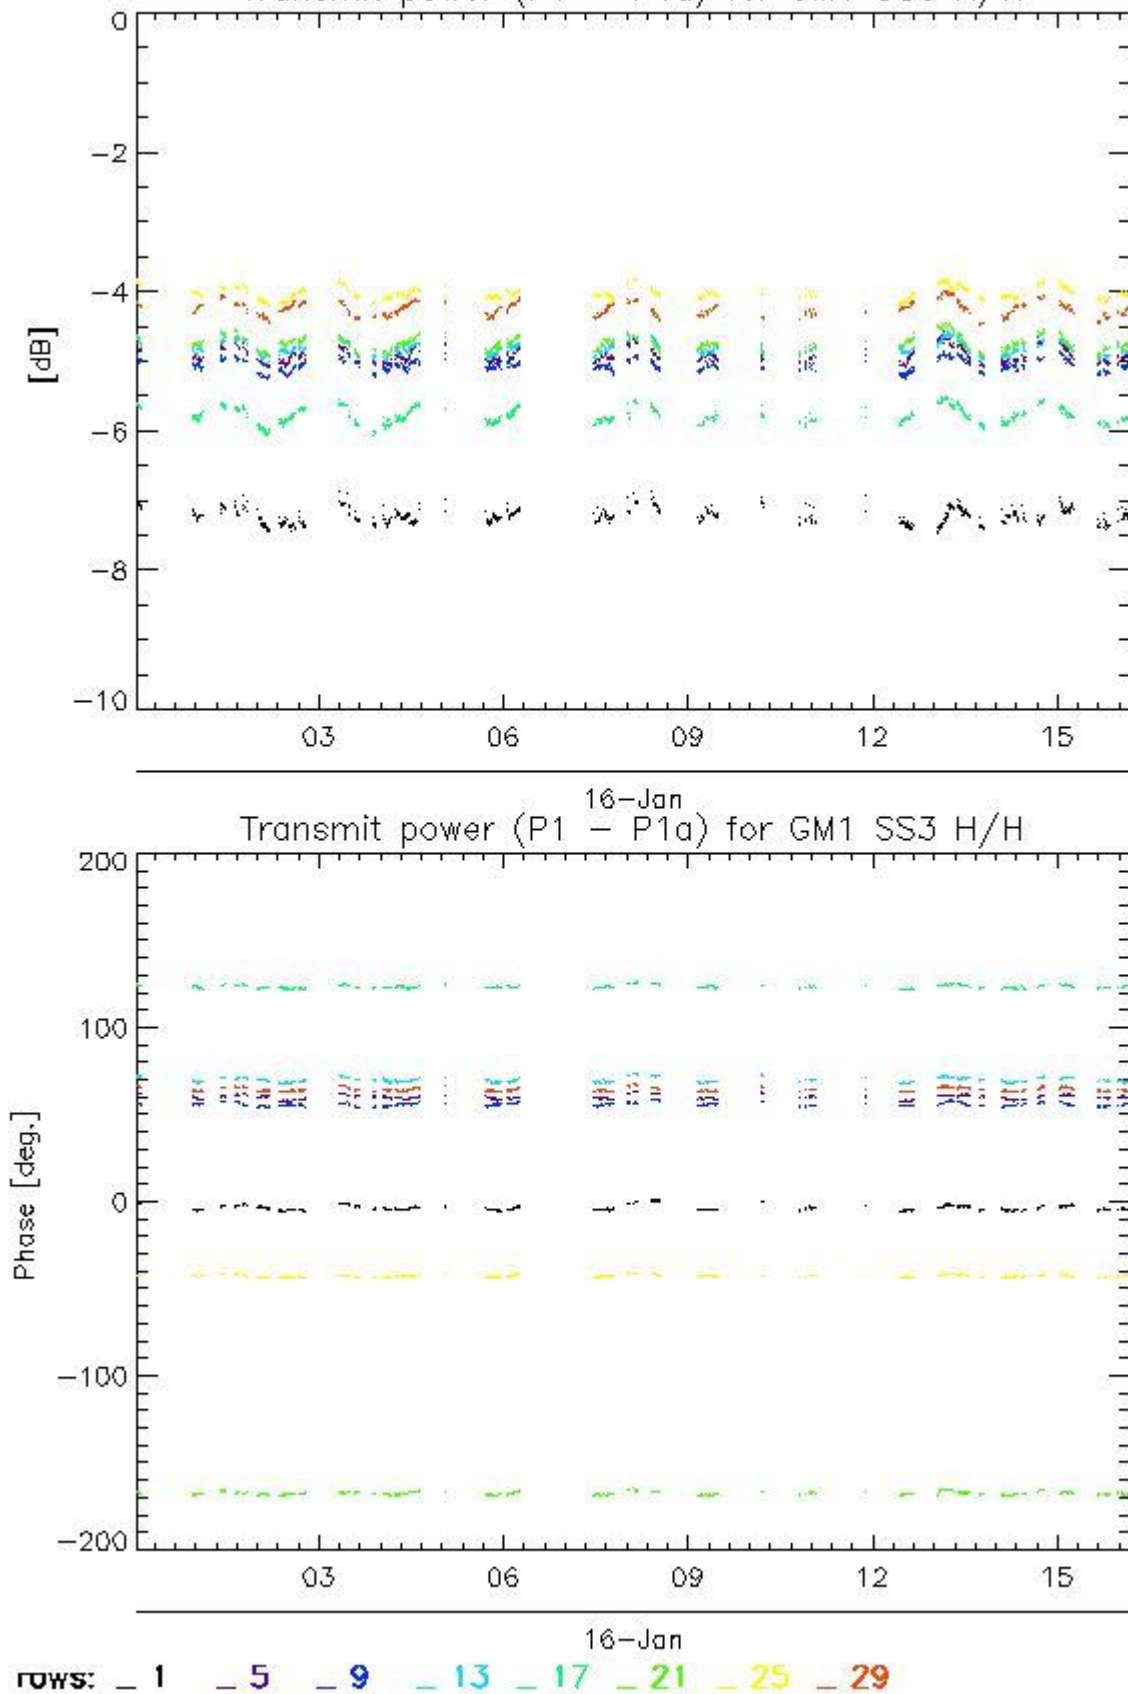 0
−2
−4
[dB]
−6
−8
−10
03 06 09 12 15
16−Jan
Transmit power (P1 − P1a) for GM1 SS3 H/H
200
100
0
Phase [deg.]
−100
−200
03 06 09 12 15
16−Jan
rows: _ 1 _ 5 _ 9 _ 13 _ 17 _ 21 _ 25 _ 29